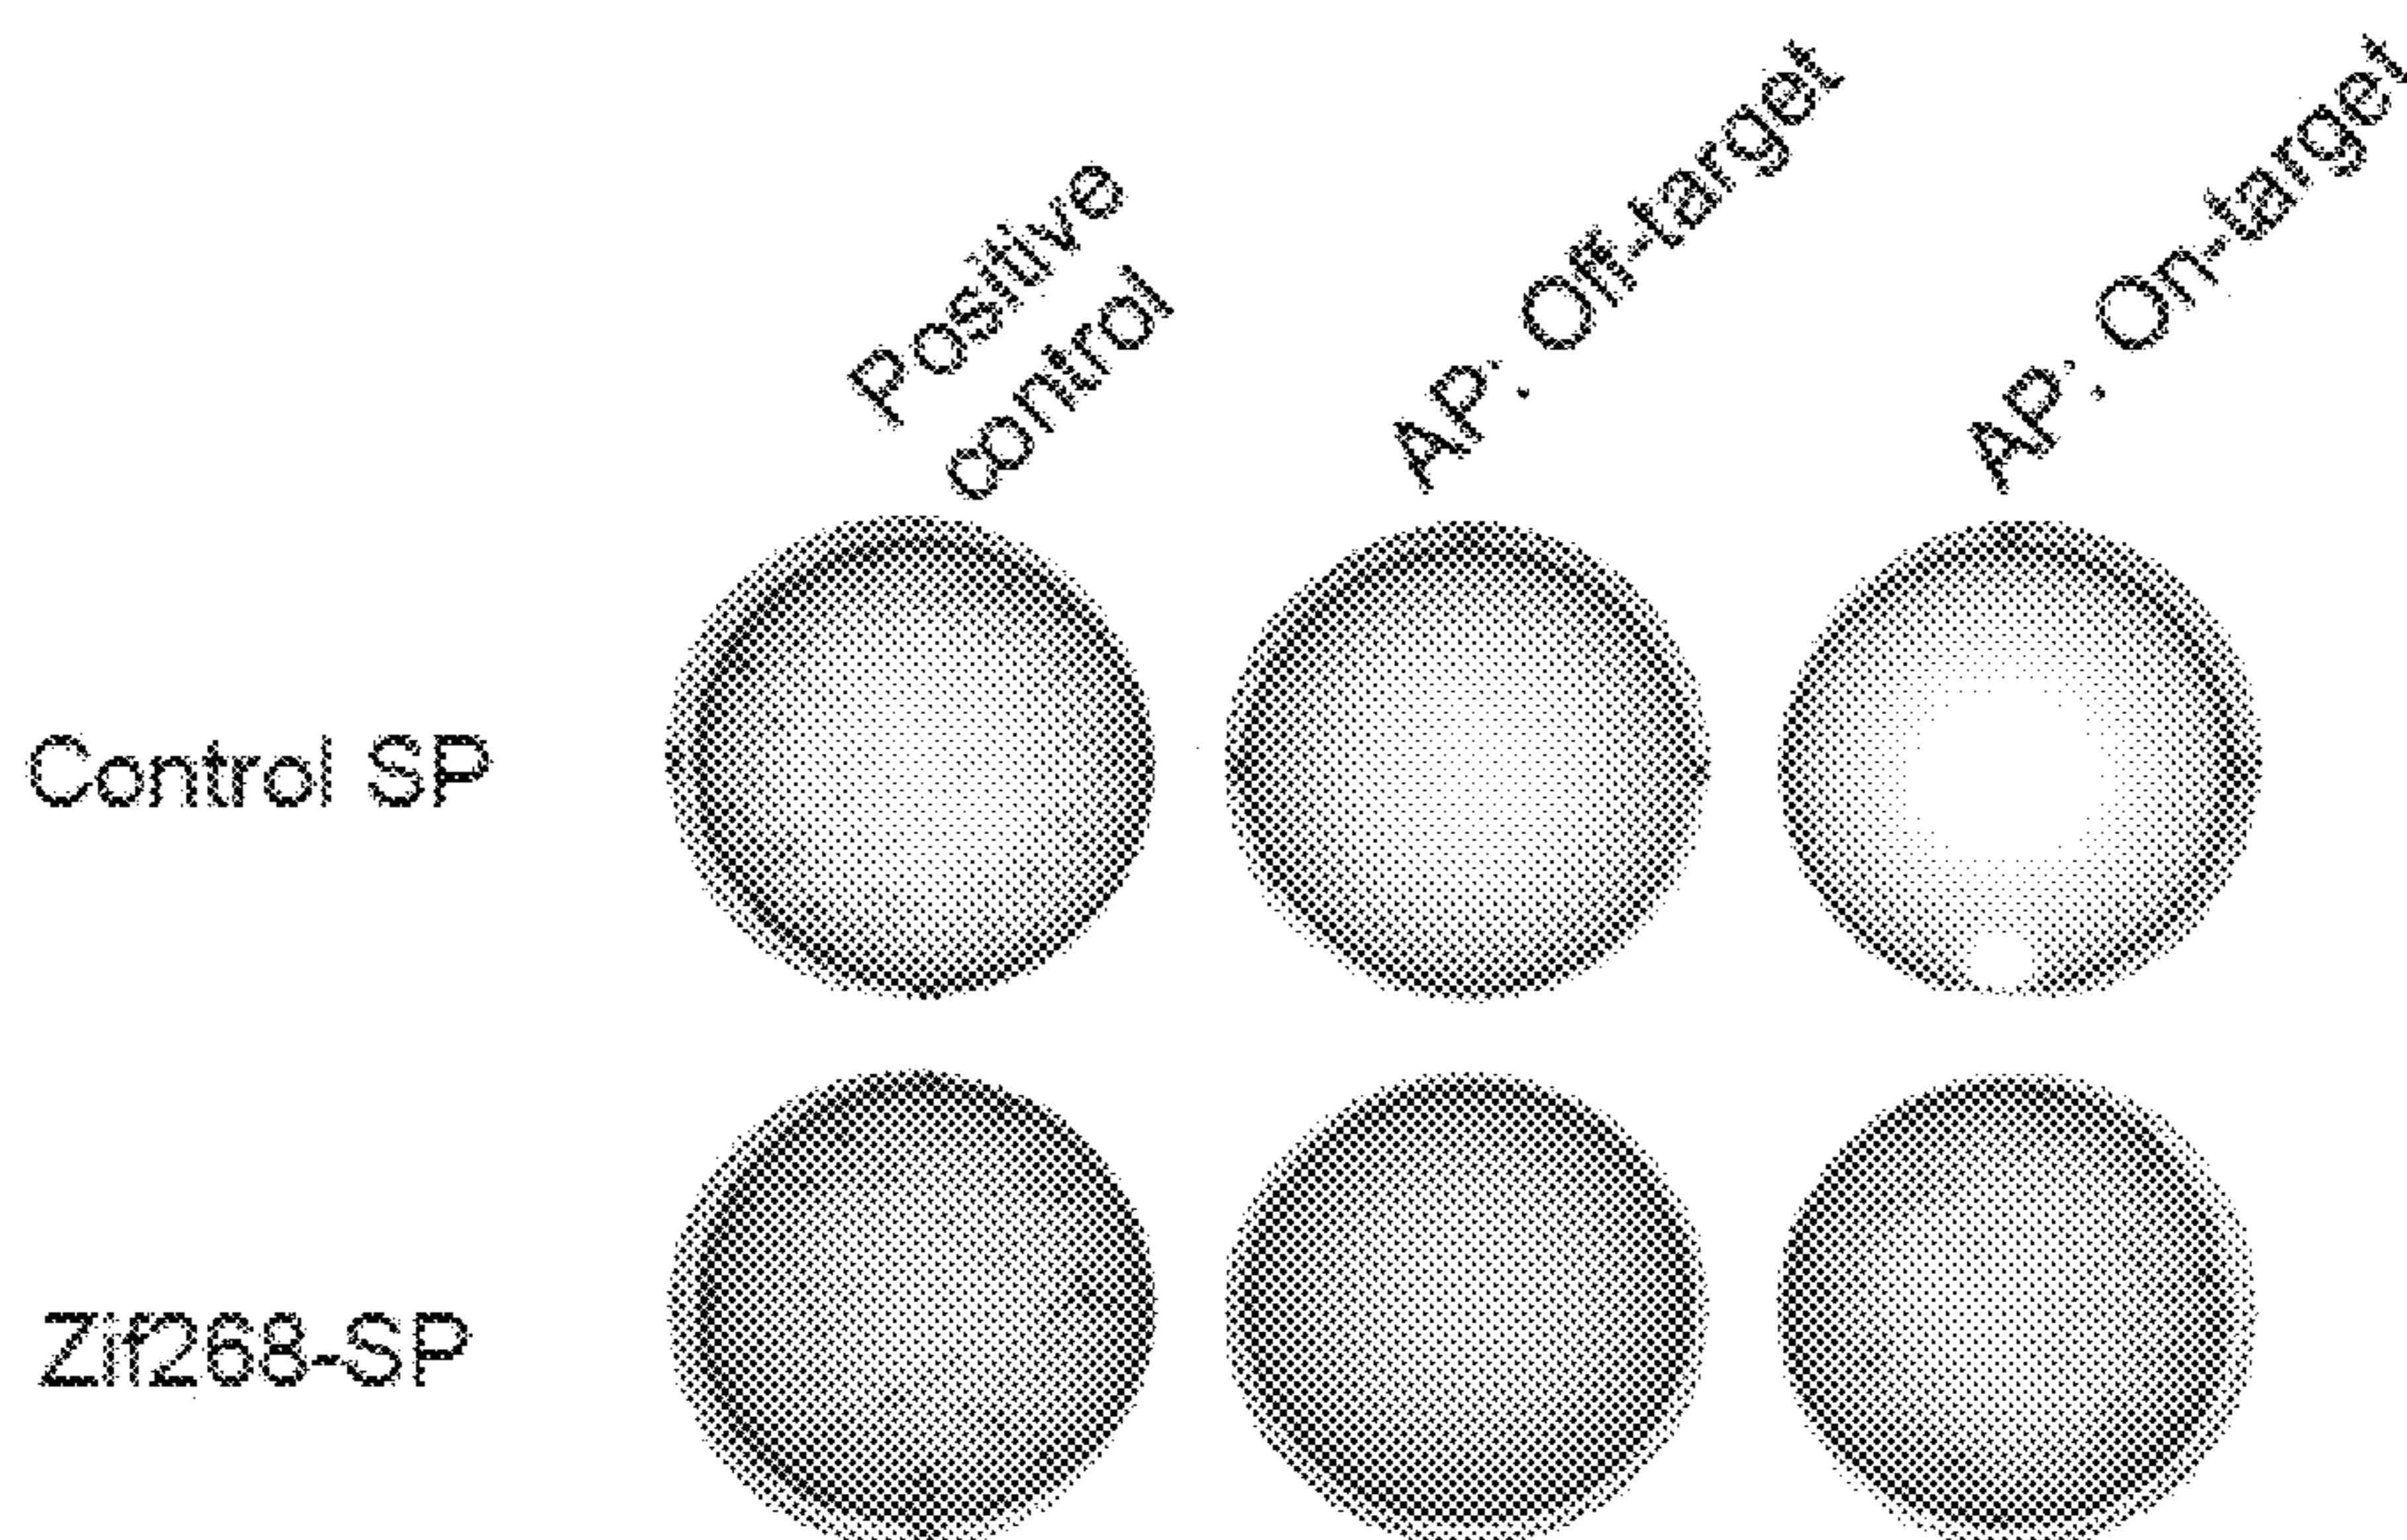 Positive
control
AP: Off-target
AP: On-target
Control SP
Zif268-SP